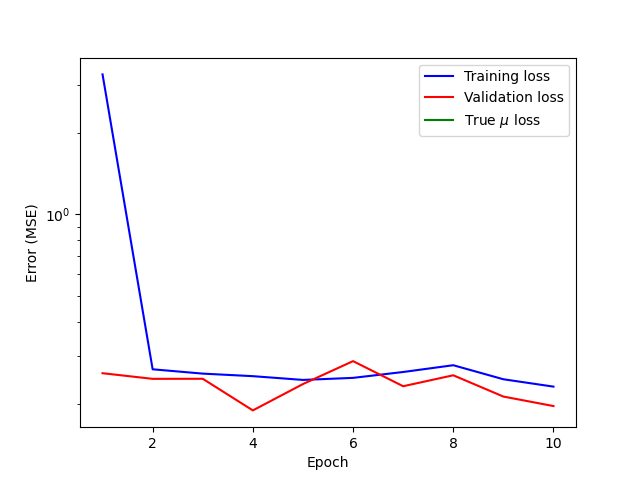 Training loss
Validation loss
True μ loss
10⁰
Error (MSE)
2
4
6
8
10
Epoch